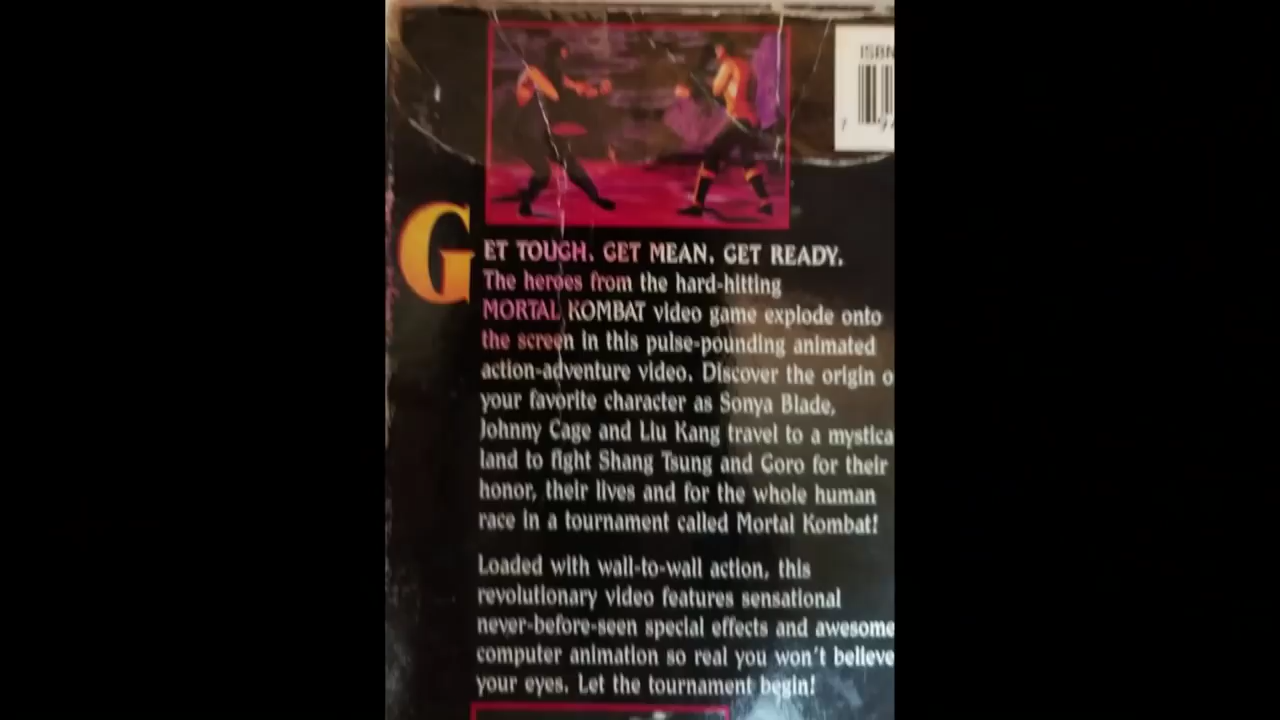 ISBN
7
GET TOUGH. GET MEAN. GET READY.
The heroes from the hard-hitting
MORTAL KOMBAT video game explode onto
the screen in this pulse-pounding animated
action-adventure video. Discover the origin o
your favorite character as Sonya Blade,
Johnny Cage and Liu Kang travel to a mystica
land to fight Shang Tsung and Goro for their
honor, their lives and for the whole human
race in a tournament called Mortal Kombat!
Loaded with wall-to-wall action, this
revolutionary video features sensational
never-before-seen special effects and awesome
computer animation so real you won't believe
your eyes. Let the tournament begin!